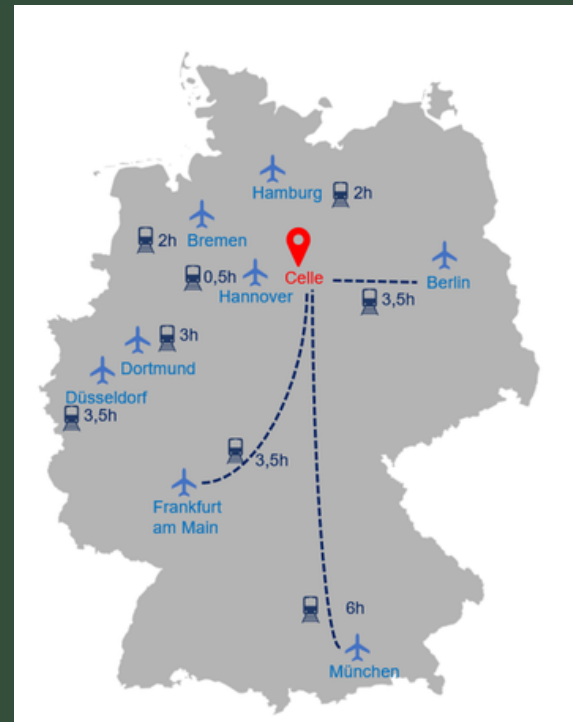 Hamburg
2h
Bremen
2h
0,5h
Hannover
Celle
Berlin
3,5h
3h
Dortmund
Düsseldorf
3,5h
3,5h
Frankfurt
am Main
6h
München